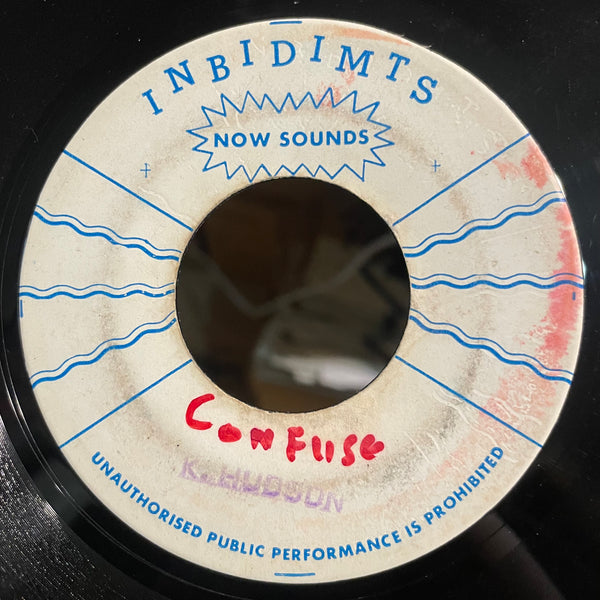 INBIDIMTS
NOW SOUNDS
ConFuse
K. HUDSON
UNAUTHORISED PUBLIC PERFORMANCE IS PROHIBITED